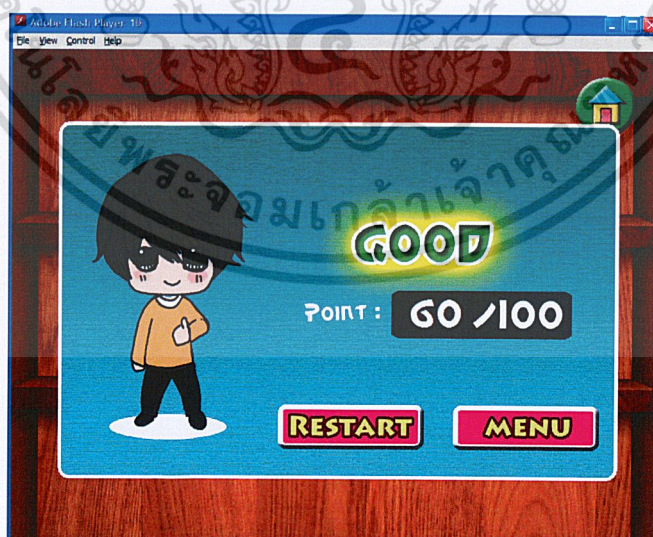 Adobe Flash Player 10
File View Control Help
GOOD
POINT : 60 /100
RESTART
MENU